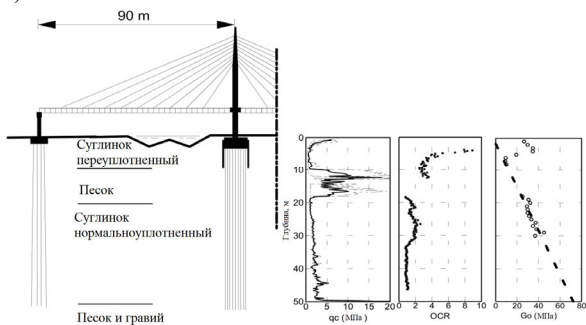 90 m
Суглинок
переуплотненный
Песок
Суглинок
нормальноуплотненный
Песок и гравий
Глубина, м
0
10
20
30
40
50
0 5 10 15 20
qc (МПа)
0 2 4 6 8 10
OCR
0 20 40 60 80
Go (МПа)